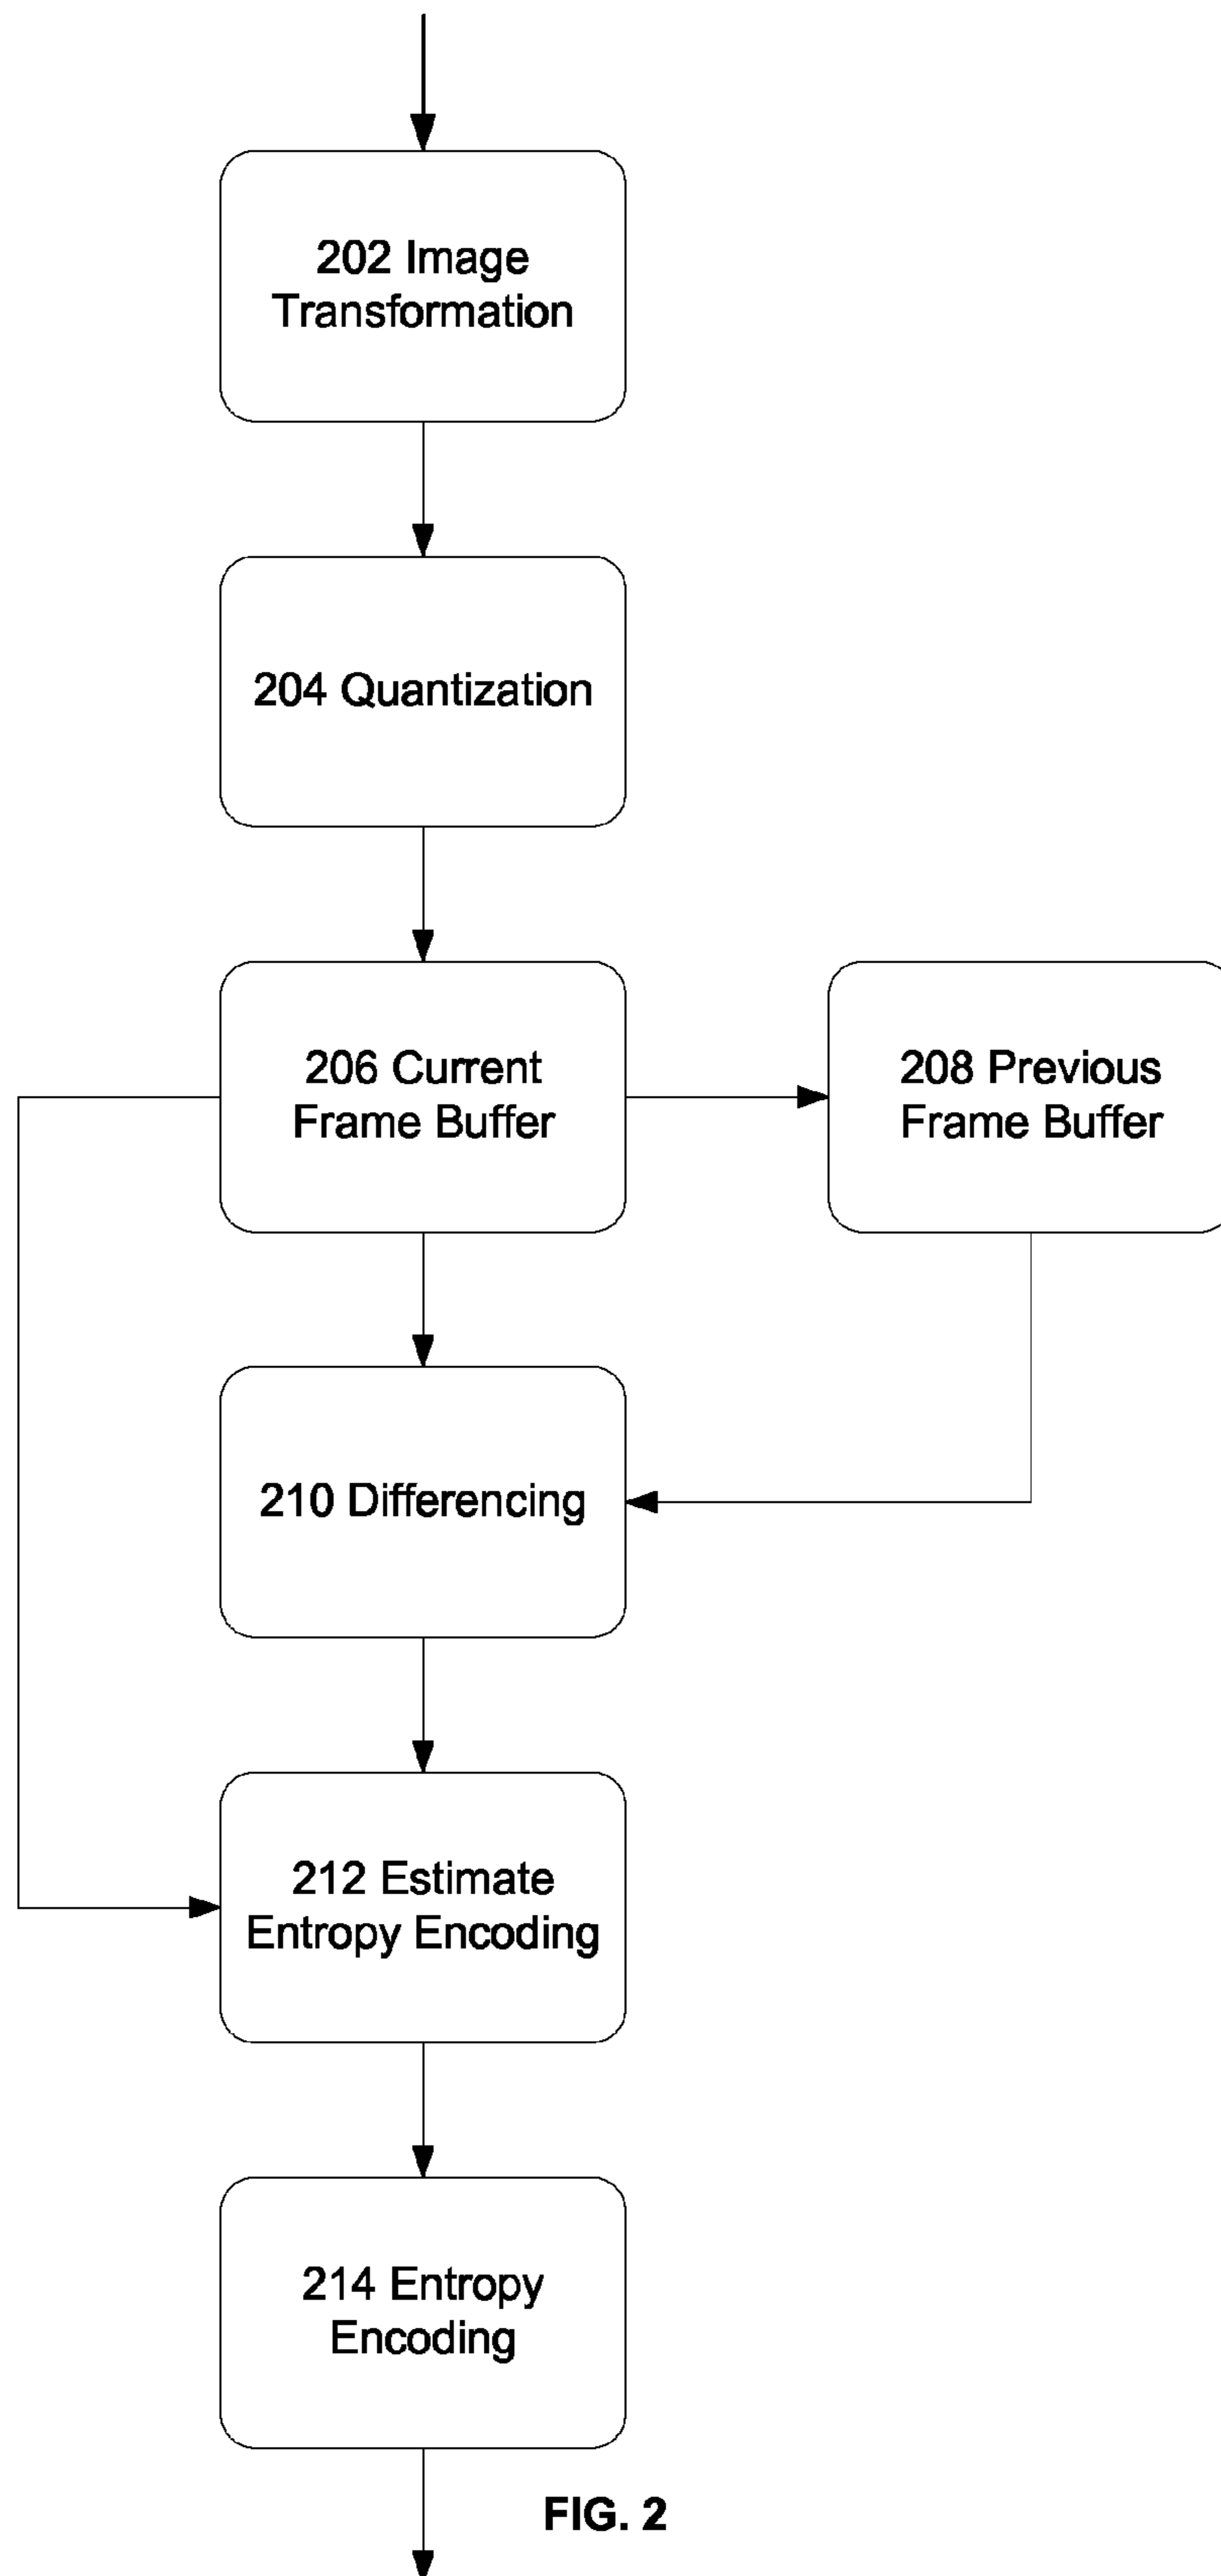 202 Image
Transformation
204 Quantization
206 Current
Frame Buffer
208 Previous
Frame Buffer
210 Differencing
212 Estimate
Entropy Encoding
214 Entropy
Encoding
FIG. 2